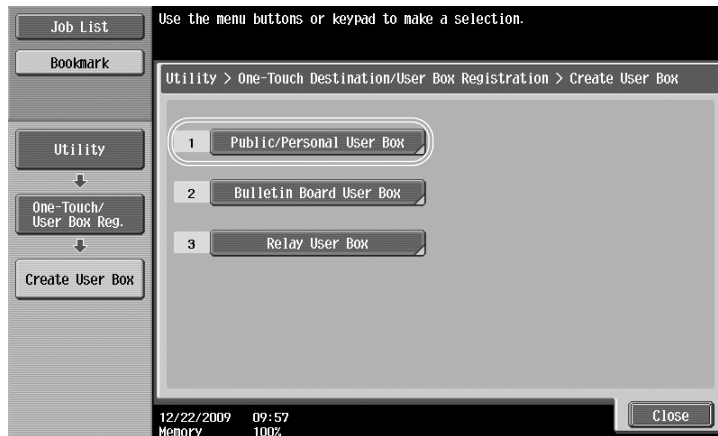 Job List
Bookmark
Utility
One-Touch/
User Box Reg.
Create User Box
Use the menu buttons or keypad to make a selection.
Utility > One-Touch Destination/User Box Registration > Create User Box
1 Public/Personal User Box
2 Bulletin Board User Box
3 Relay User Box
12/22/2009 09:57
Memory 100%
Close